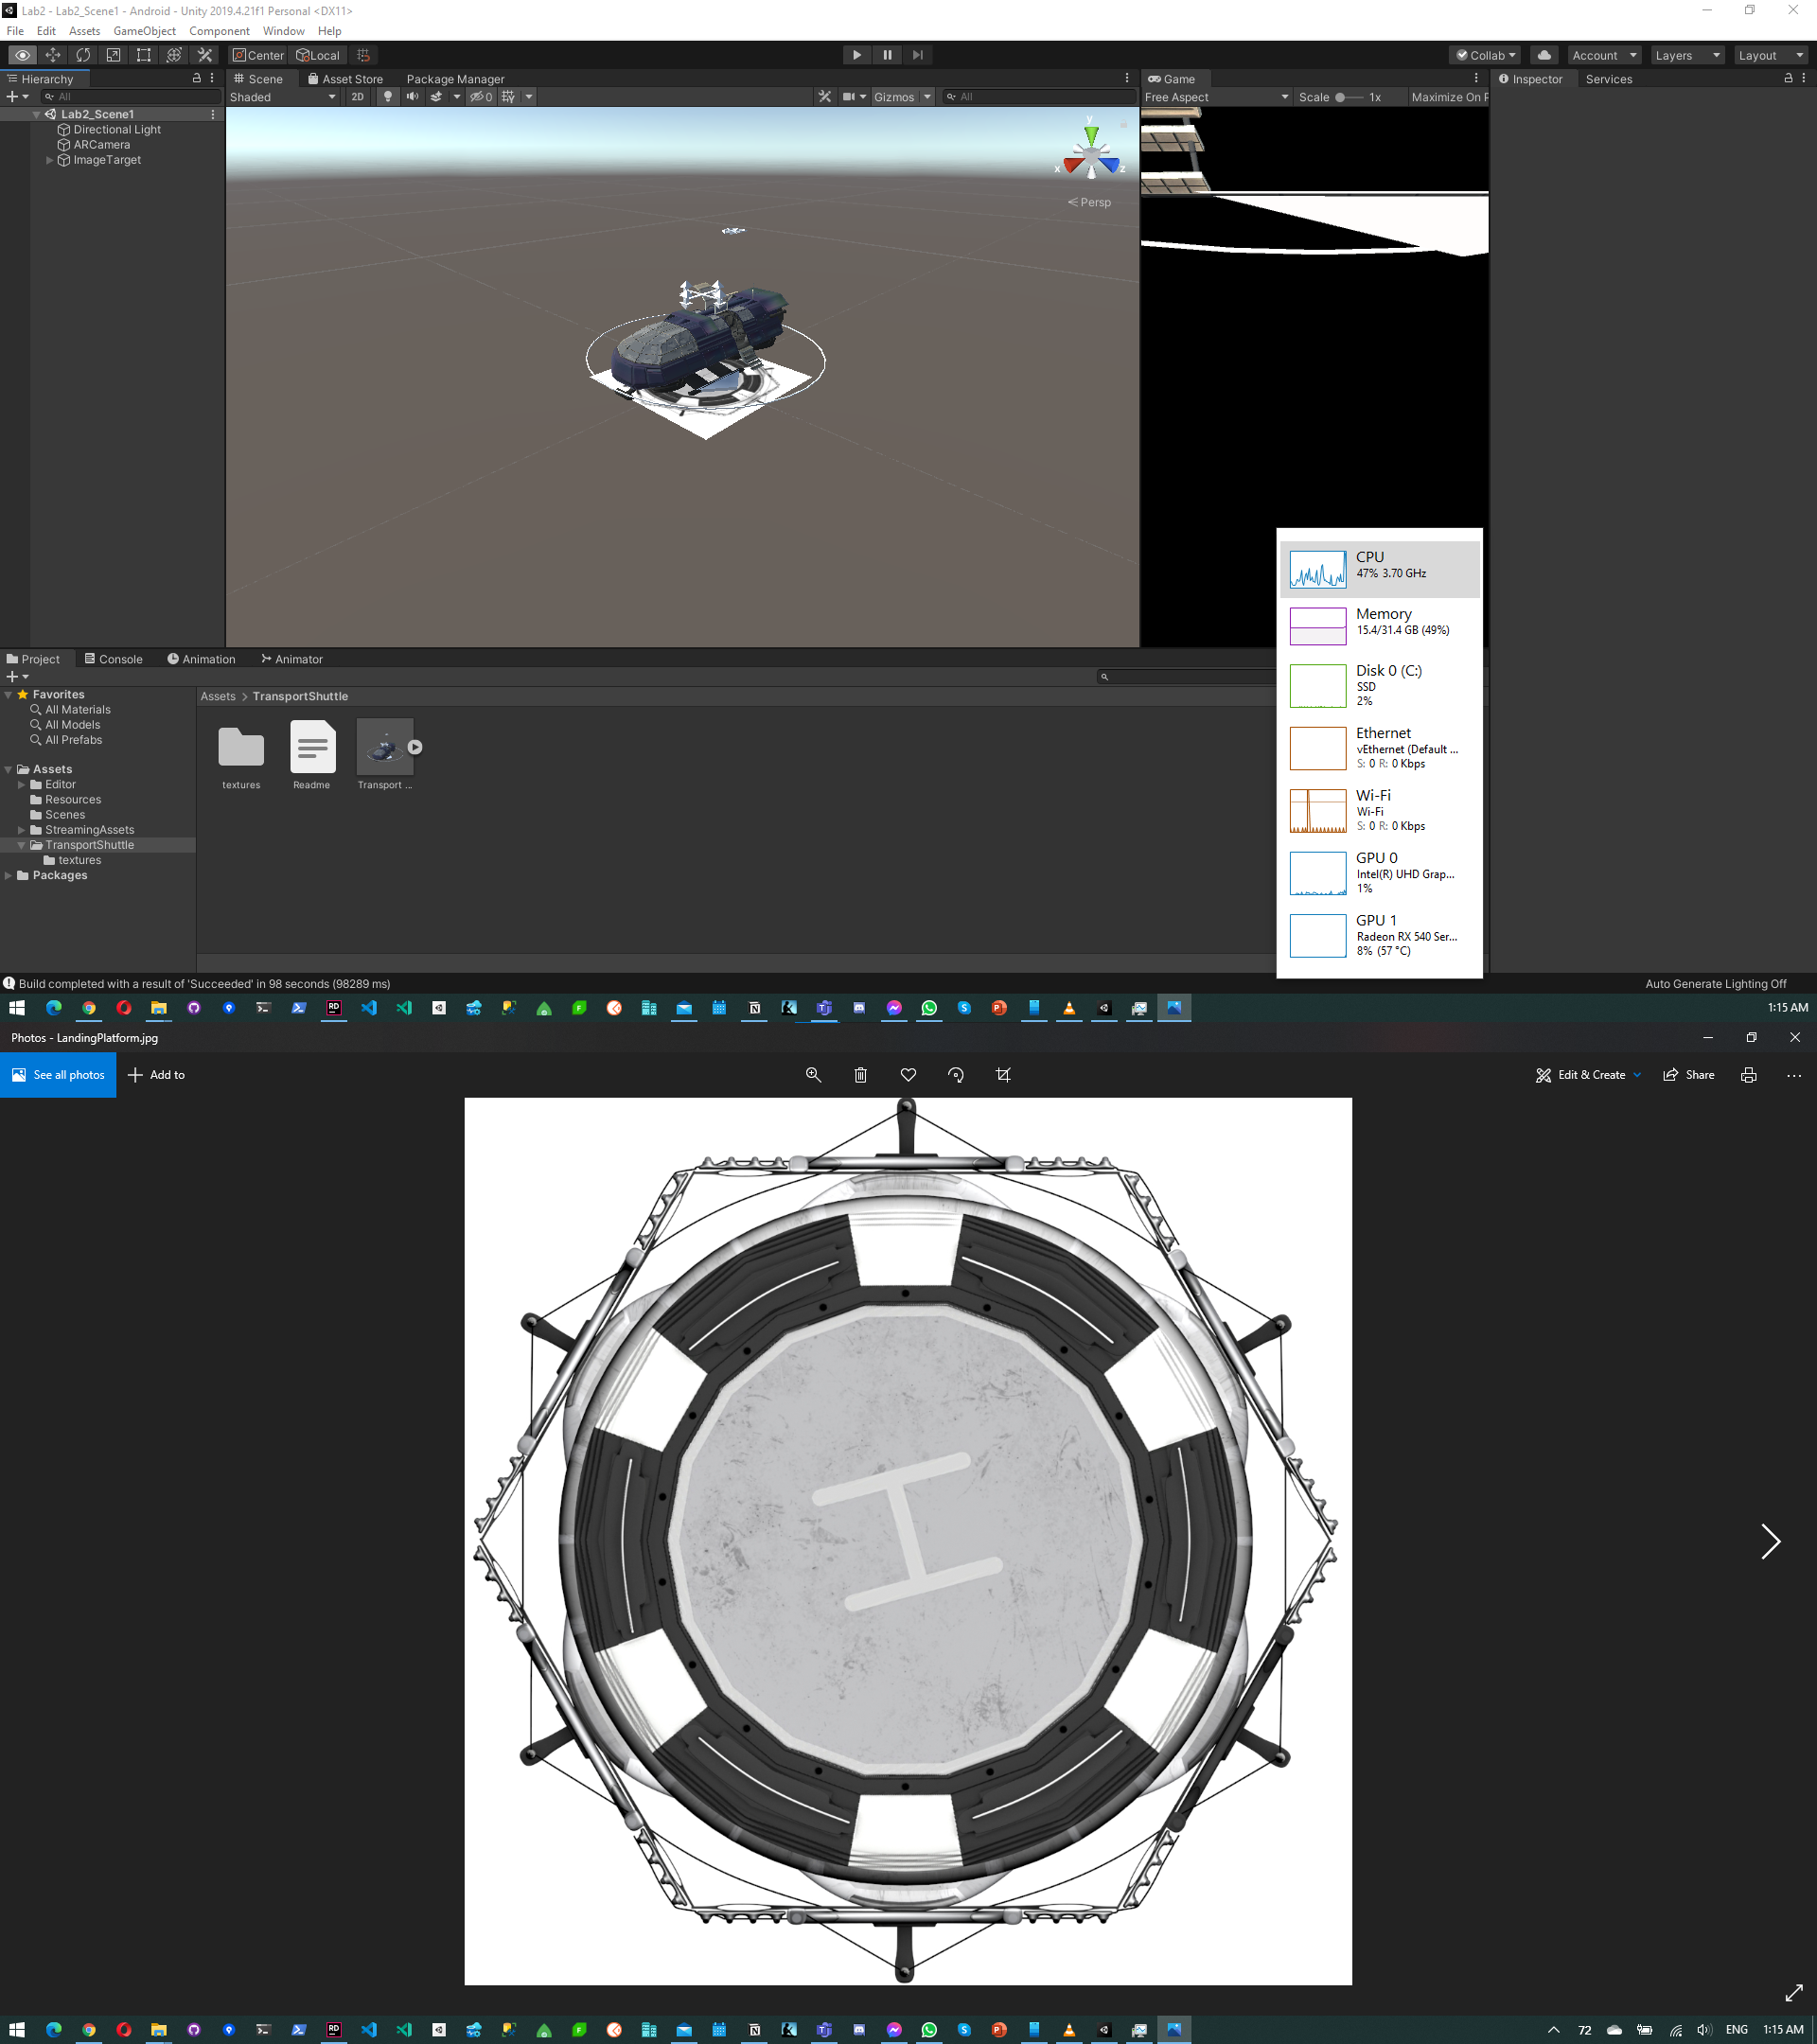 Lab2 - Lab2_Scene1 - Android - Unity 2019.4.21f1 Personal <DX11>
File Edit Assets GameObject Component Window Help
Center Local Collab Account Layers Layout
Hierarchy
All
Lab2_Scene1
Directional Light
ARCamera
ImageTarget
Scene Asset Store Package Manager
Shaded 2D 0 Gizmos All
y
x z
Persp
Game
Free Aspect Scale 1x Maximize On P
Inspector Services
CPU
47% 3.70 GHz
Memory
15.4/31.4 GB (49%)
Disk 0 (C:)
SSD
2%
Ethernet
vEthernet (Default ...
S: 0 R: 0 Kbps
Wi-Fi
Wi-Fi
S: 0 R: 0 Kbps
GPU 0
Intel(R) UHD Grap...
1%
GPU 1
Radeon RX 540 Ser...
8% (57 °C)
Project Console Animation Animator
Favorites
All Materials
All Models
All Prefabs
Assets
Editor
Resources
Scenes
StreamingAssets
TransportShuttle
textures
Packages
Assets > TransportShuttle
textures Readme Transport ...
Build completed with a result of 'Succeeded' in 98 seconds (98289 ms)
Auto Generate Lighting Off
1:15 AM
Photos - LandingPlatform.jpg
See all photos Add to Edit & Create Share
H
72 ENG 1:15 AM